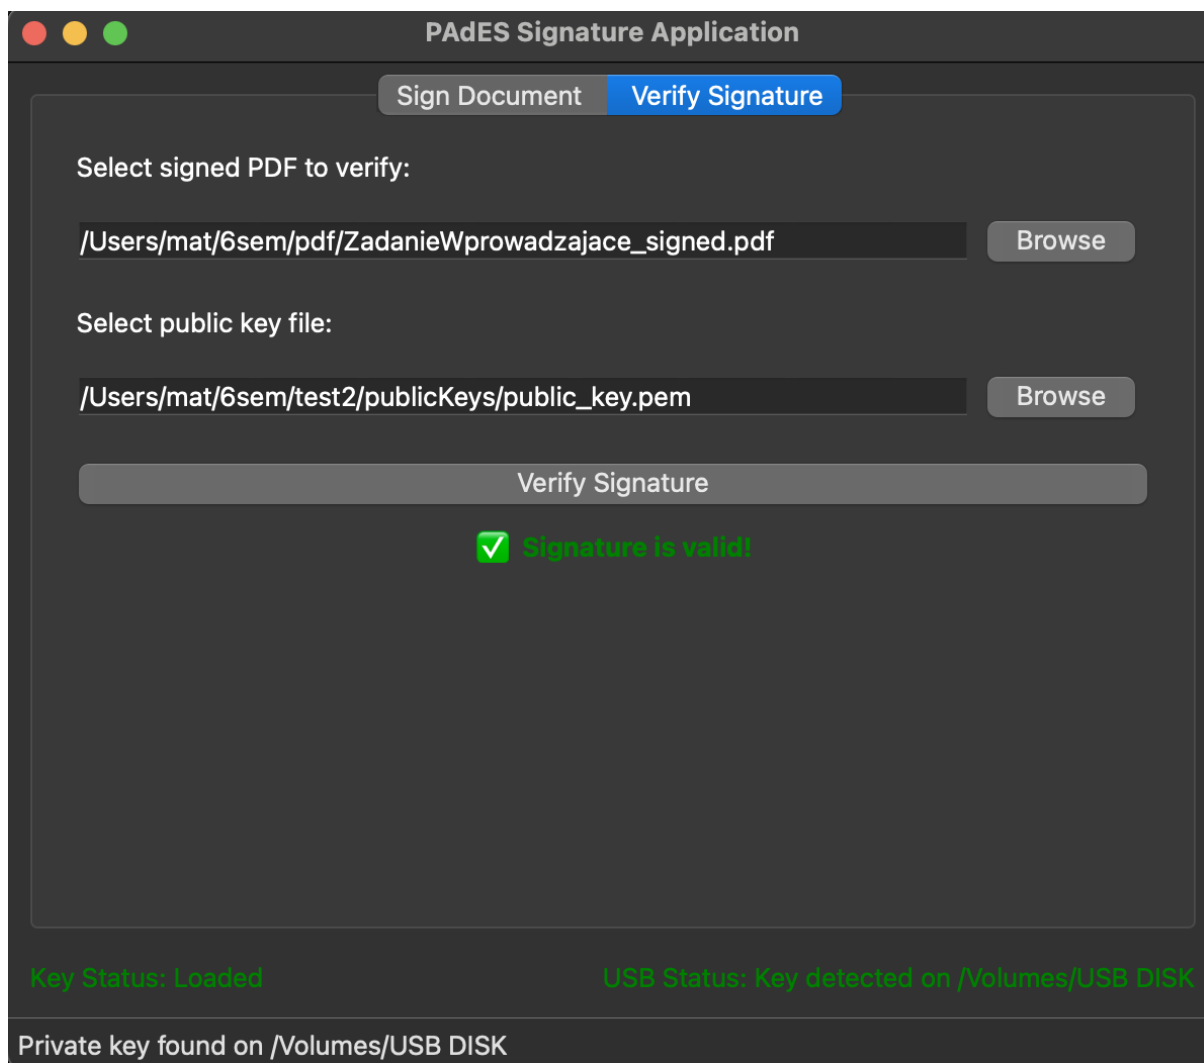 PAdES Signature Application
Sign Document Verify Signature
Select signed PDF to verify:
/Users/mat/6sem/pdf/ZadanieWprowadzajace_signed.pdf Browse
Select public key file:
/Users/mat/6sem/test2/publicKeys/public_key.pem Browse
Verify Signature
✅ Signature is valid!
Key Status: Loaded USB Status: Key detected on /Volumes/USB DISK
Private key found on /Volumes/USB DISK